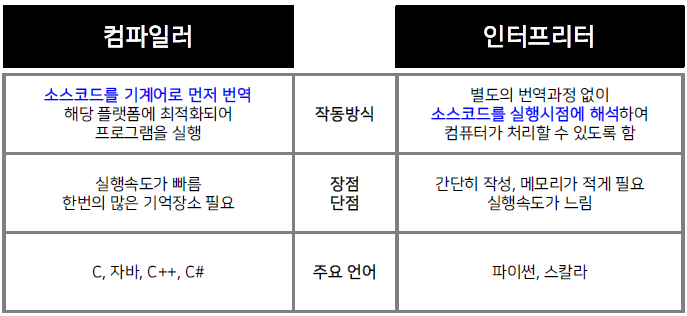 컴파일러
인터프리터
소스코드를 기계어로 먼저 번역
해당 플랫폼에 최적화되어
프로그램을 실행
작동방식
별도의 번역과정 없이
소스코드를 실행시점에 해석하여
컴퓨터가 처리할 수 있도록 함
실행속도가 빠름
한번의 많은 기억장소 필요
장점
단점
간단히 작성, 메모리가 적게 필요
실행속도가 느림
C, 자바, C++, C#
주요 언어
파이썬, 스칼라